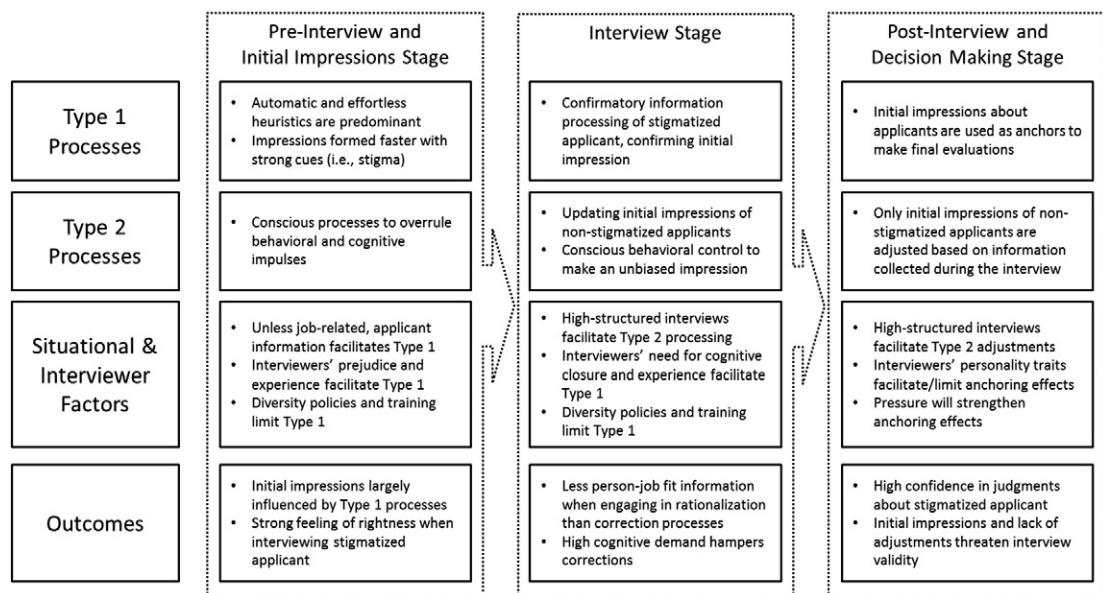 Pre-Interview and
Initial Impressions Stage
Interview Stage
Post-Interview and
Decision Making Stage
Type 1
Processes
• Automatic and effortless
heuristics are predominant
• Impressions formed faster with
strong cues (i.e., stigma)
• Confirmatory information
processing of stigmatized
applicant, confirming initial
impression
• Initial impressions about
applicants are used as anchors to
make final evaluations
Type 2
Processes
• Conscious processes to overrule
behavioral and cognitive
impulses
• Updating initial impressions of
non-stigmatized applicants
• Conscious behavioral control to
make an unbiased impression
• Only initial impressions of non-
stigmatized applicants are
adjusted based on information
collected during the interview
Situational &
Interviewer
Factors
• Unless job-related, applicant
information facilitates Type 1
• Interviewers' prejudice and
experience facilitate Type 1
• Diversity policies and training
limit Type 1
• High-structured interviews
facilitate Type 2 processing
• Interviewers' need for cognitive
closure and experience facilitate
Type 1
• Diversity policies and training
limit Type 1
• High-structured interviews
facilitate Type 2 adjustments
• Interviewers' personality traits
facilitate/limit anchoring effects
• Pressure will strengthen
anchoring effects
Outcomes
• Initial impressions largely
influenced by Type 1 processes
• Strong feeling of rightness when
interviewing stigmatized
applicant
• Less person-job fit information
when engaging in rationalization
than correction processes
• High cognitive demand hampers
corrections
• High confidence in judgments
about stigmatized applicant
• Initial impressions and lack of
adjustments threaten interview
validity